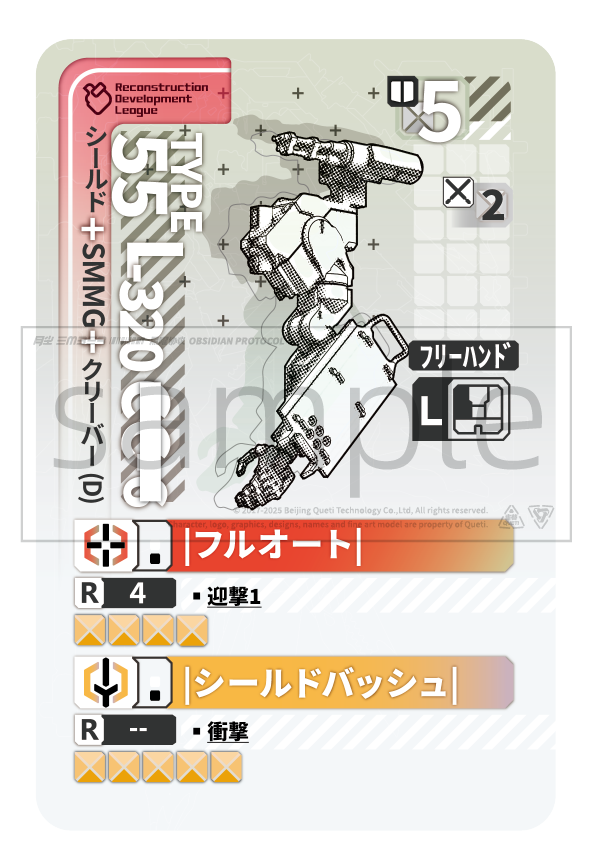 Reconstruction
Development
League
シールド+SMMG+クリーバー (D)
TYPE
55 L-320
5
2
フリーハンド
L
OBSIDIAN PROTOCOL
sample
© 2017-2025 Beijing Queti Technology Co.,Ltd, All rights reserved.
character, logo, graphics, designs, names and fine art model are property of Queti.
|フルオート|
R 4 ▪ 迎撃1
|シールドバッシュ|
R -- ▪ 衝撃